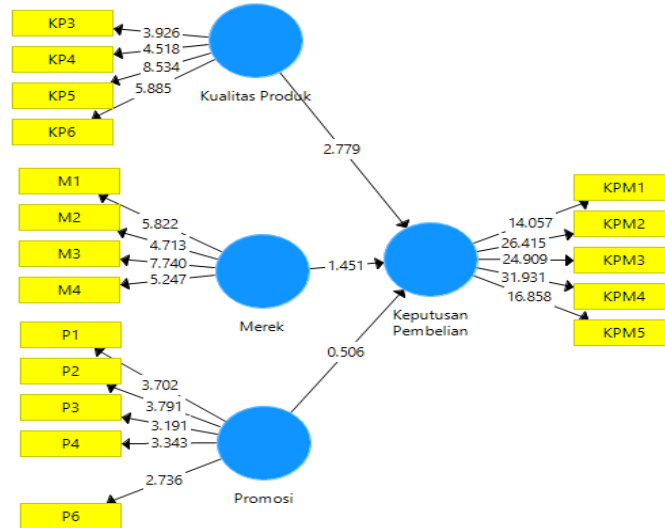 KP3
KP4
KP5
KP6
3.926
4.518
8.534
5.885
Kualitas Produk
2.779
M1
M2
M3
M4
5.822
4.713
7.740
5.247
Merek
1.451
P1
P2
P3
P4
P6
3.702
3.791
3.191
3.343
2.736
Promosi
0.506
Keputusan
Pembelian
14.057
26.415
24.909
31.931
16.858
KPM1
KPM2
KPM3
KPM4
KPM5